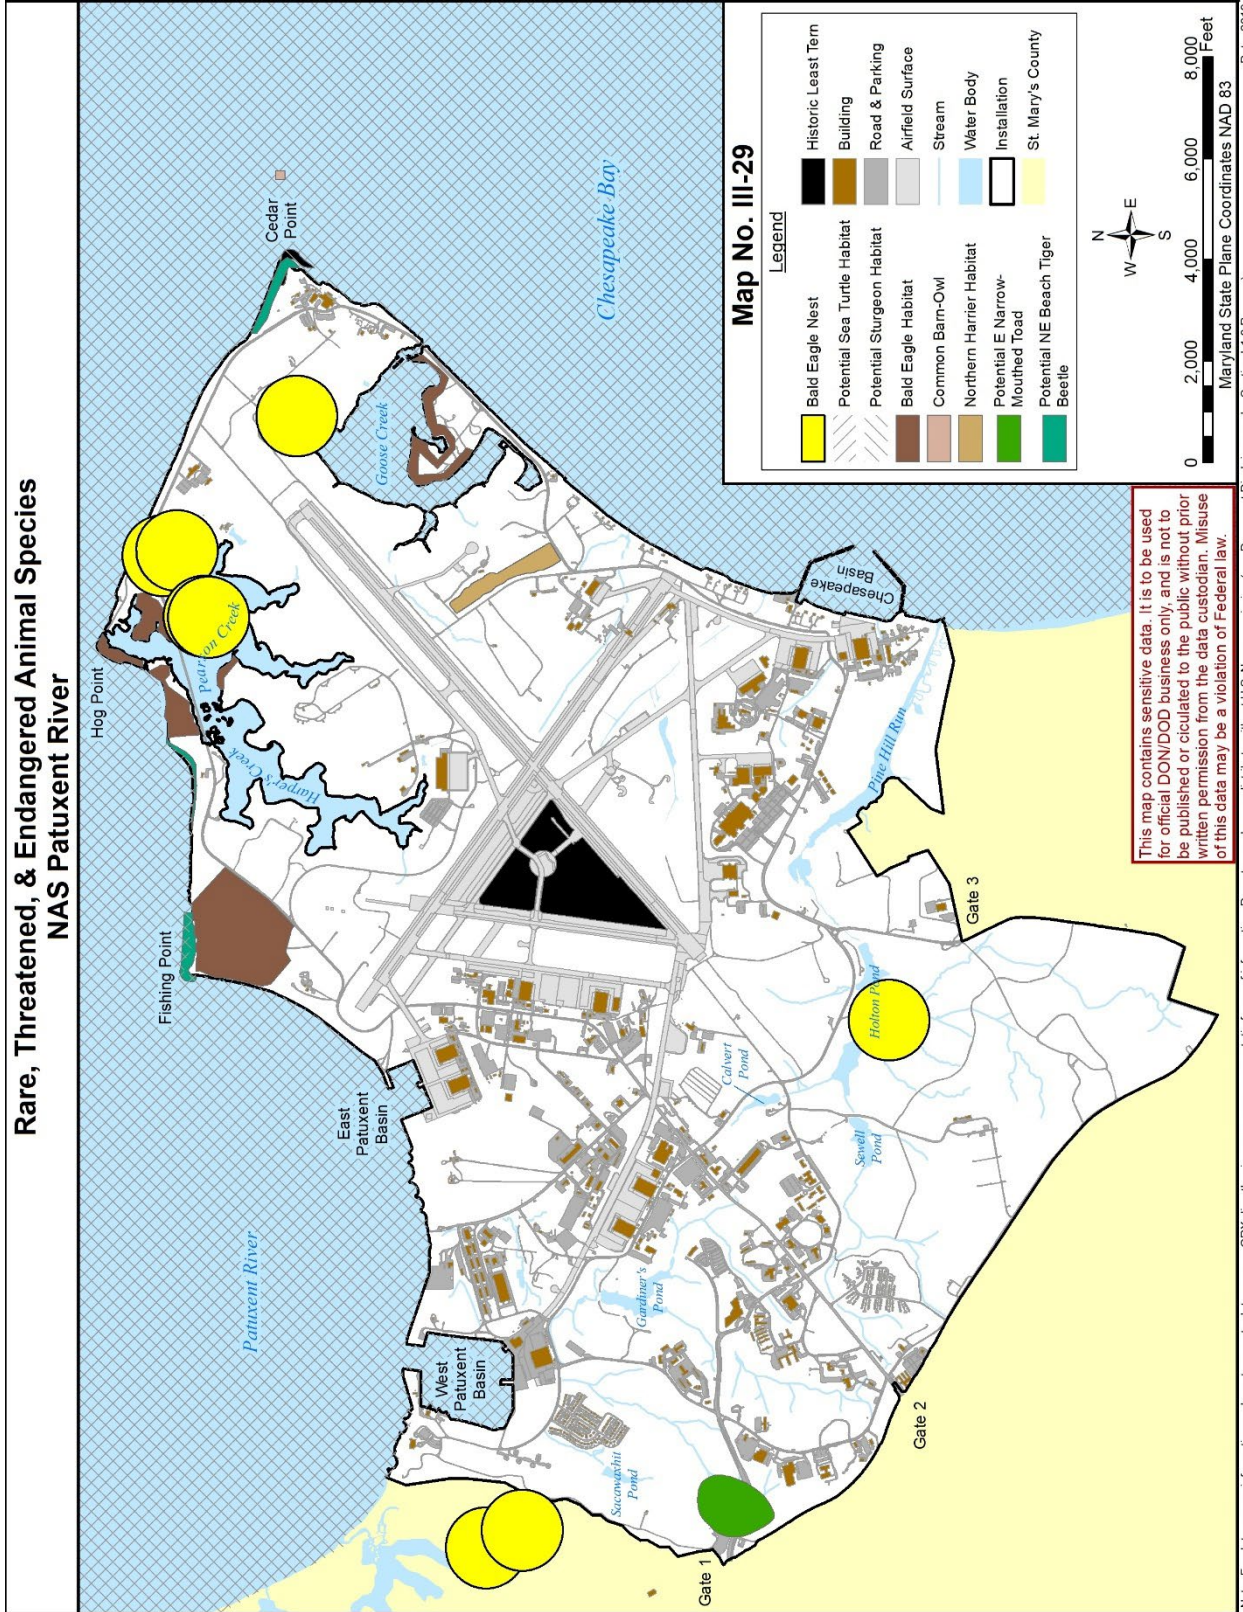 Rare, Threatened, & Endangered Animal Species
NAS Patuxent River
Hog Point
Cedar
Point
Fishing Point
Pearson Creek
Harper's Creek
Goose Creek
Chesapeake Bay
East
Patuxent
Basin
Patuxent River
West
Patuxent
Basin
Chesapeake
Basin
Pine Hill Run
Gate 3
Holton Pond
Calvert
Pond
Sewell
Pond
Gardiner's
Pond
Sacawaxhit
Pond
Gate 2
Gate 1
Map No. III-29
Legend
Bald Eagle Nest
Potential Sea Turtle Habitat
Potential Sturgeon Habitat
Bald Eagle Habitat
Common Barn-Owl
Northern Harrier Habitat
Potential E Narrow-
Mouthed Toad
Potential NE Beach Tiger
Beetle
Historic Least Tern
Building
Road & Parking
Airfield Surface
Stream
Water Body
Installation
St. Mary's County
N
W E
S
0 2,000 4,000 6,000 8,000
Feet
Maryland State Plane Coordinates NAD 83
This map contains sensitive data. It is to be used
for official DON/DOD business only, and is not to
be published or ciculated to the public without prior
written permission from the data custodian. Misuse
of this data may be a violation of Federal law.